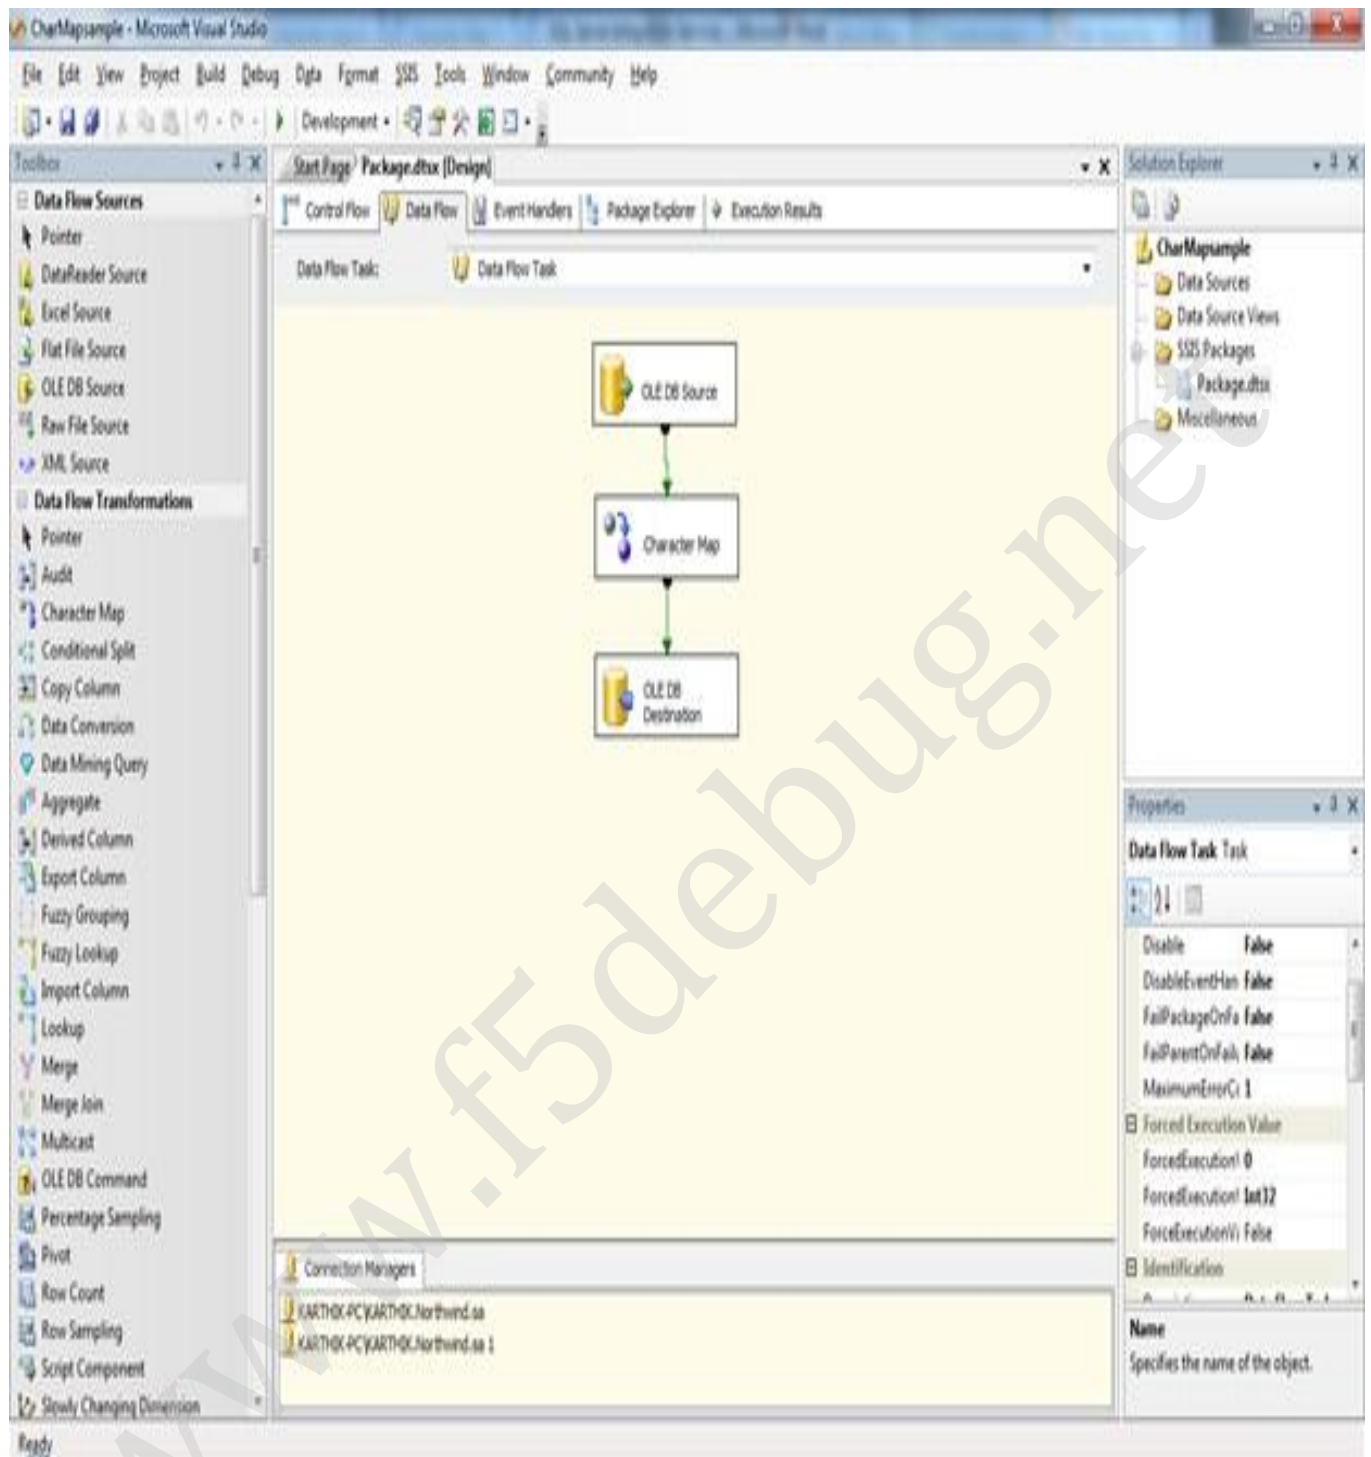 CharMapsample - Microsoft Visual Studio
File Edit View Project Build Debug Data Format SSIS Tools Window Community Help
Development
Toolbox
Data Flow Sources
Pointer
DataReader Source
Excel Source
Flat File Source
OLE DB Source
Raw File Source
XML Source
Data Flow Transformations
Pointer
Audit
Character Map
Conditional Split
Copy Column
Data Conversion
Data Mining Query
Aggregate
Derived Column
Export Column
Fuzzy Grouping
Fuzzy Lookup
Import Column
Lookup
Merge
Merge Join
Multicast
OLE DB Command
Percentage Sampling
Pivot
Row Count
Row Sampling
Script Component
Slowly Changing Dimension
Ready
Start Page Package.dtsx [Design]
Control Flow Data Flow Event Handlers Package Explorer Execution Results
Data Flow Task: Data Flow Task
OLE DB Source
Character Map
OLE DB
Destination
Connection Managers
KARTHIK-PC\KARTHIK.Northwind.sa
KARTHIK-PC\KARTHIK.Northwind.sa 1
Solution Explorer
CharMapsample
Data Sources
Data Source Views
SSIS Packages
Package.dtsx
Miscellaneous
Properties
Data Flow Task Task
Disable False
DisableEventHan False
FailPackageOnFa False
FailParentOnFailu False
MaximumErrorCo 1
Forced Execution Value
ForcedExecutionV 0
ForcedExecutionV Int32
ForceExecutionVa False
Identification
Name
Specifies the name of the object.
www.f5debug.net